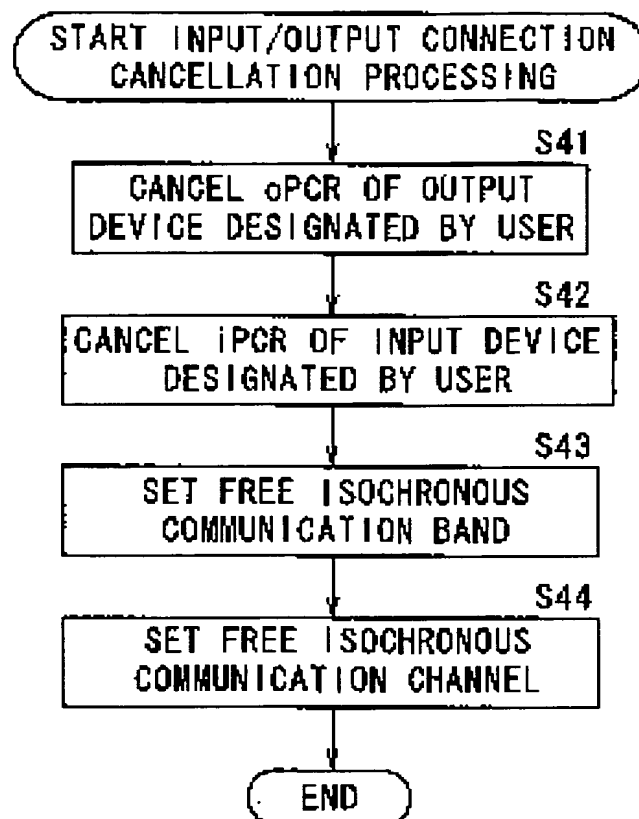 START INPUT/OUTPUT CONNECTION
CANCELLATION PROCESSING
S41
CANCEL oPCR OF OUTPUT
DEVICE DESIGNATED BY USER
S42
CANCEL iPCR OF INPUT DEVICE
DESIGNATED BY USER
S43
SET FREE ISOCHRONOUS
COMMUNICATION BAND
S44
SET FREE ISOCHRONOUS
COMMUNICATION CHANNEL
END